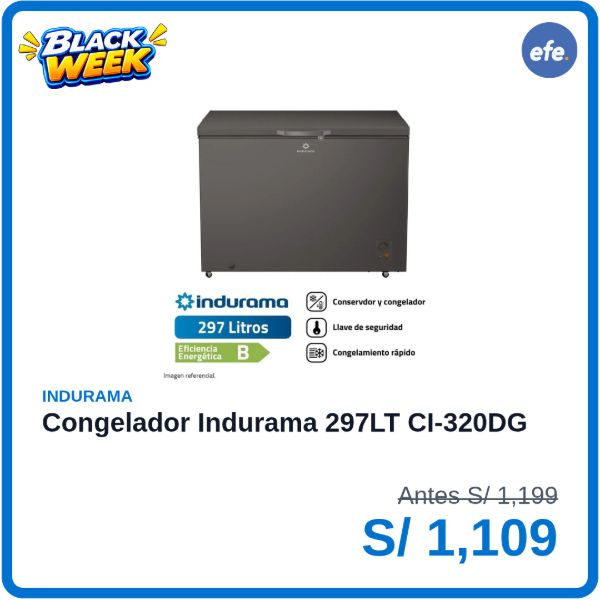 BLACK
WEEK
efe.
indurama
indurama
297 Litros
Eficiencia
Energética
B
Conservdor y congelador
Llave de seguridad
Congelamiento rápido
Imagen referencial.
INDURAMA
Congelador Indurama 297LT CI-320DG
Antes S/ 1,199
S/ 1,109